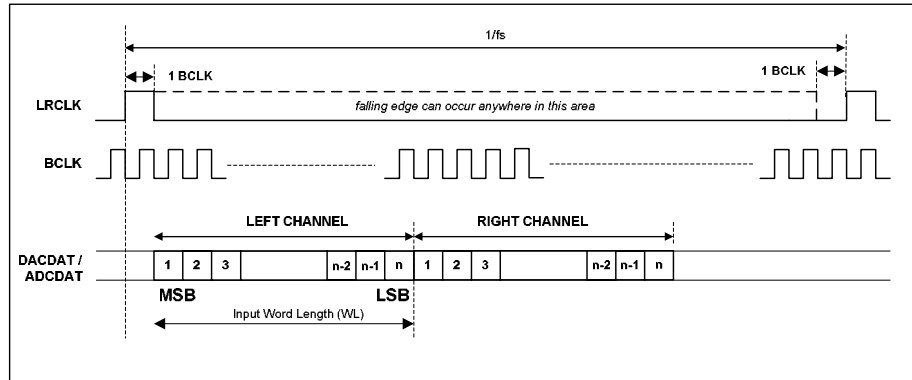 1/fs
1 BCLK
1 BCLK
LRCLK
falling edge can occur anywhere in this area
BCLK
LEFT CHANNEL
RIGHT CHANNEL
DACDAT /
ADCDAT
1 2 3 n-2 n-1 n 1 2 3 n-2 n-1 n
MSB LSB
Input Word Length (WL)